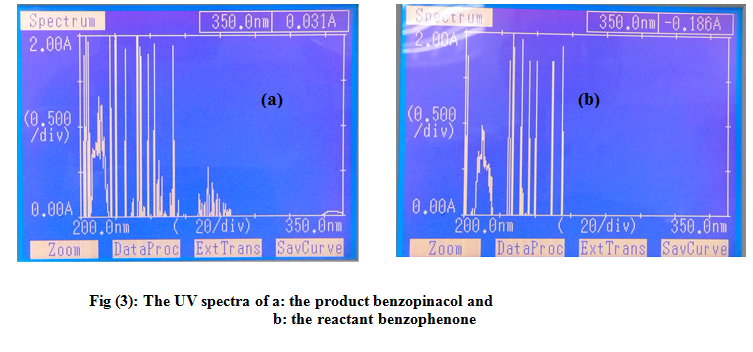 Spectrum 350.0nm 0.031A
2.00A
(a)
(0.500
/div)
0.00A
200.0nm ( 20/div) 350.0nm
Zoom DataProc ExtTrans SavCurve
Spectrum 350.0nm -0.186A
2.00A
(b)
(0.500
/div)
0.00A
200.0nm ( 20/div) 350.0nm
Zoom DataProc ExtTrans SavCurve
Fig (3): The UV spectra of a: the product benzopinacol and
b: the reactant benzophenone